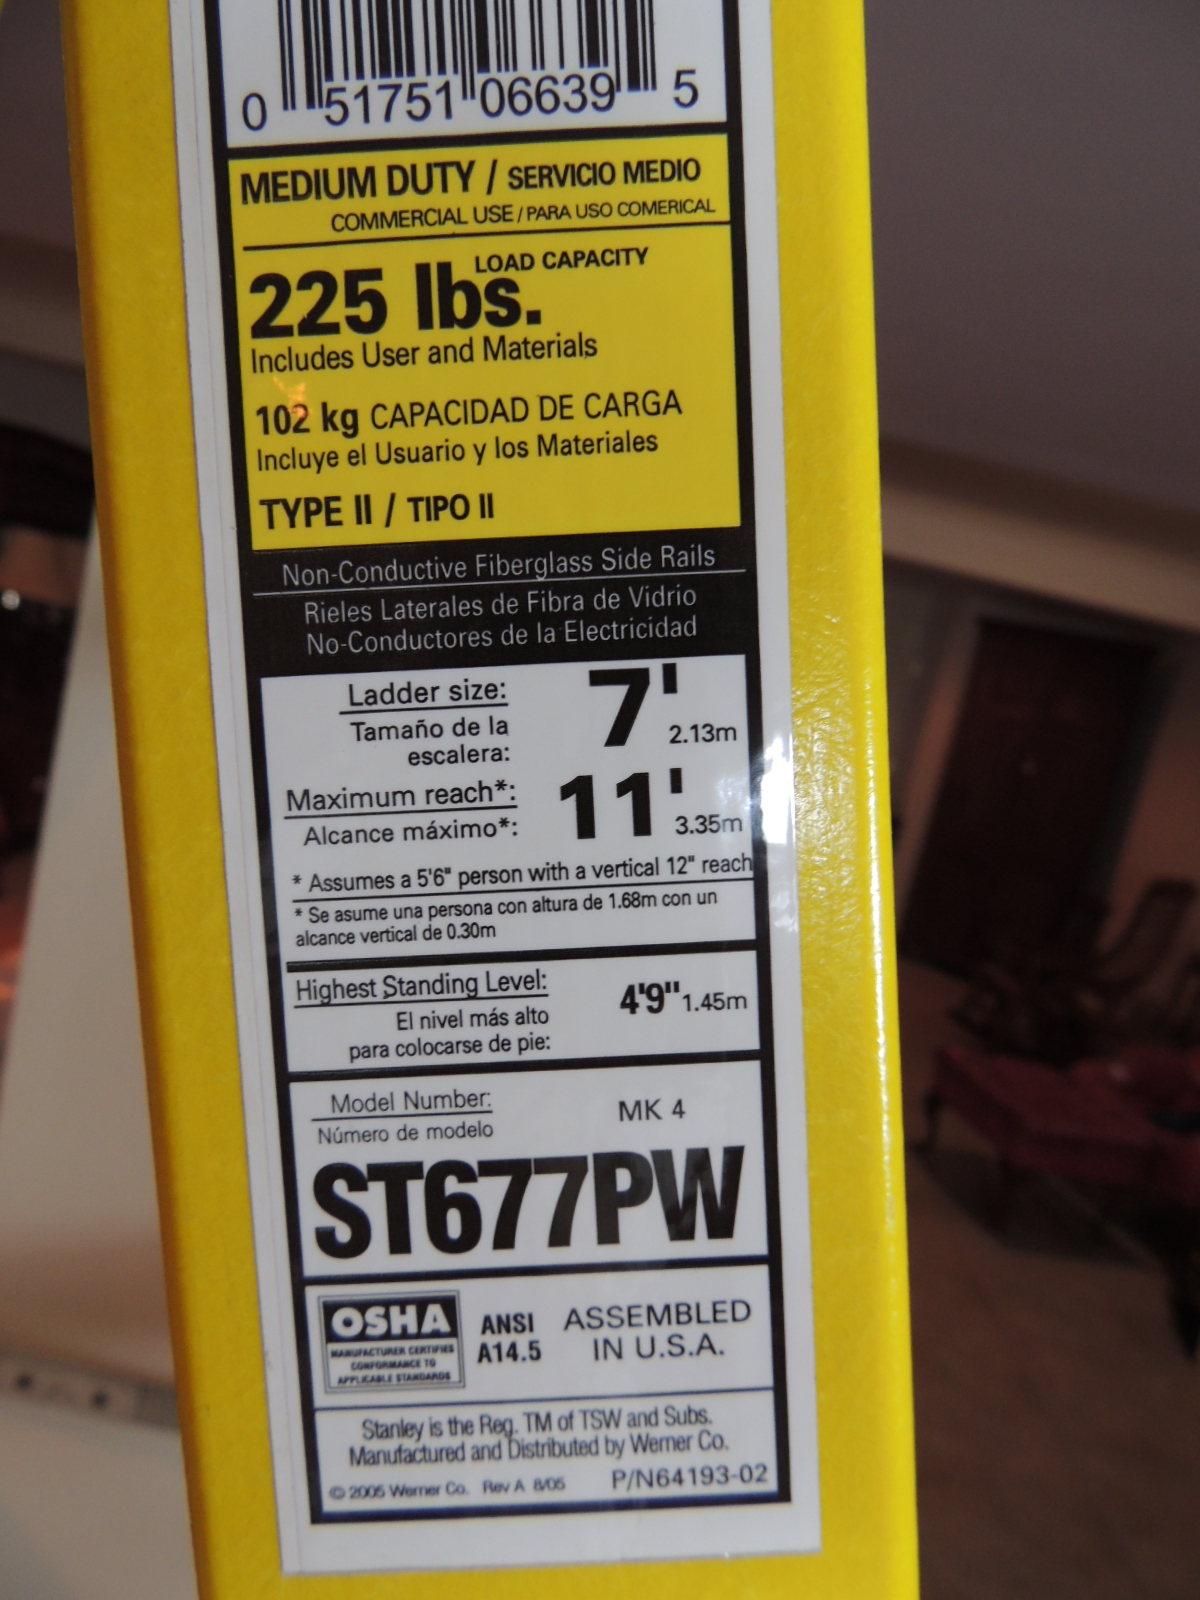 0 51751 06639 5
MEDIUM DUTY / SERVICIO MEDIO
COMMERCIAL USE / PARA USO COMERICAL
LOAD CAPACITY
225 lbs.
Includes User and Materials
102 kg CAPACIDAD DE CARGA
Incluye el Usuario y los Materiales
TYPE II / TIPO II
Non-Conductive Fiberglass Side Rails
Rieles Laterales de Fibra de Vidrio
No-Conductores de la Electricidad
Ladder size: 7'
Tamaño de la 2.13m
escalera:
Maximum reach*: 11'
Alcance máximo*: 3.35m
* Assumes a 5'6" person with a vertical 12" reach
* Se asume una persona con altura de 1.68m con un
alcance vertical de 0.30m
Highest Standing Level: 4'9" 1.45m
El nivel más alto
para colocarse de pie:
Model Number: MK 4
Número de modelo
ST677PW
OSHA
MANUFACTURER CERTIFIES
CONFORMANCE TO
APPLICABLE STANDARDS
ANSI
A14.5
ASSEMBLED
IN U.S.A.
Stanley is the Reg. TM of TSW and Subs.
Manufactured and Distributed by Werner Co.
© 2005 Werner Co. Rev A 8/05 P/N64193-02